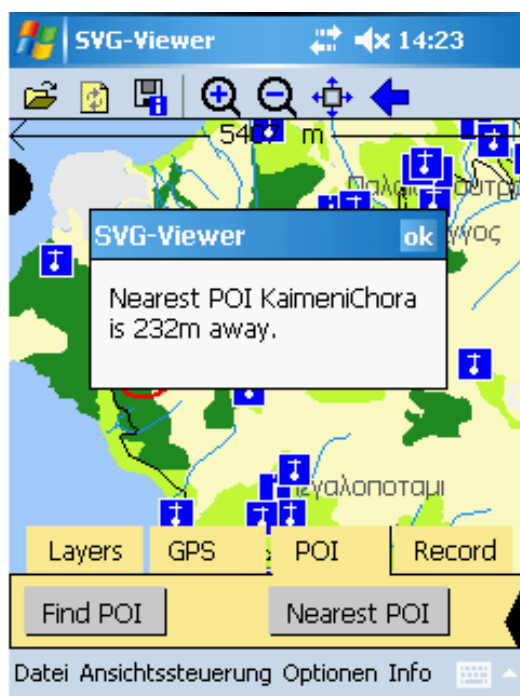 SVG-Viewer 14:23
5407 m
SVG-Viewer ok
Nearest POI KaimeniChora
is 232m away.
Layers GPS POI Record
Find POI Nearest POI
Datei Ansichtssteuerung Optionen Info